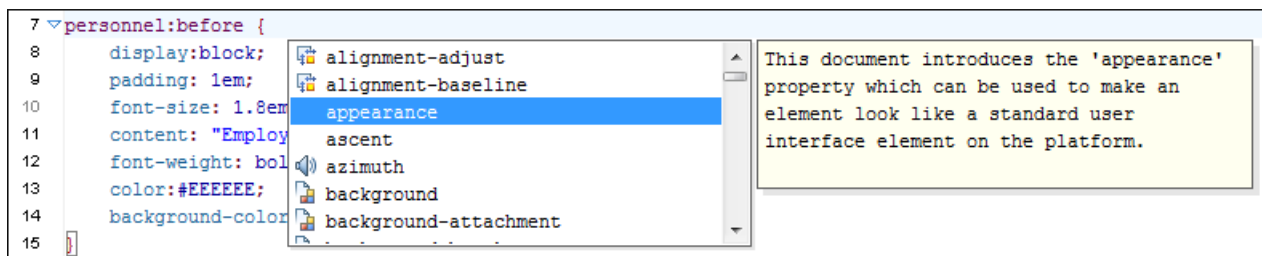 7 personnel:before {
8 display:block;
9 padding: 1em;
10 font-size: 1.8em
11 content: "Employ
12 font-weight: bol
13 color:#EEEEEE;
14 background-color
15 }
alignment-adjust
alignment-baseline
appearance
ascent
azimuth
background
background-attachment
This document introduces the 'appearance'
property which can be used to make an
element look like a standard user
interface element on the platform.